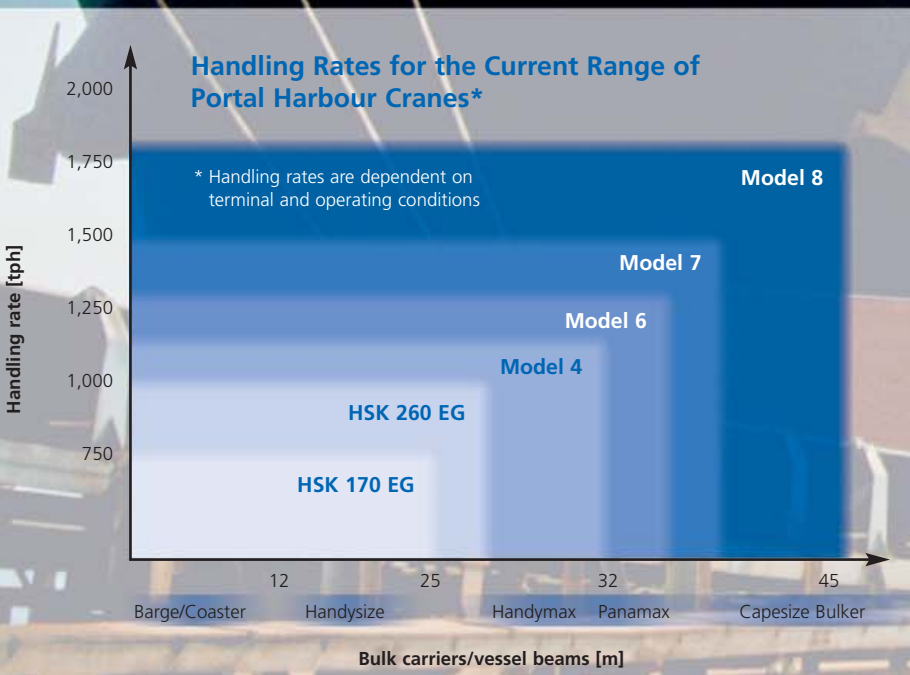 Handling Rates for the Current Range of
Portal Harbour Cranes*
* Handling rates are dependent on
terminal and operating conditions
Handling rate [tph]
2,000
1,750
1,500
1,250
1,000
750
Model 8
Model 7
Model 6
Model 4
HSK 260 EG
HSK 170 EG
12 25 32 45
Barge/Coaster Handysize Handymax Panamax Capesize Bulker
Bulk carriers/vessel beams [m]